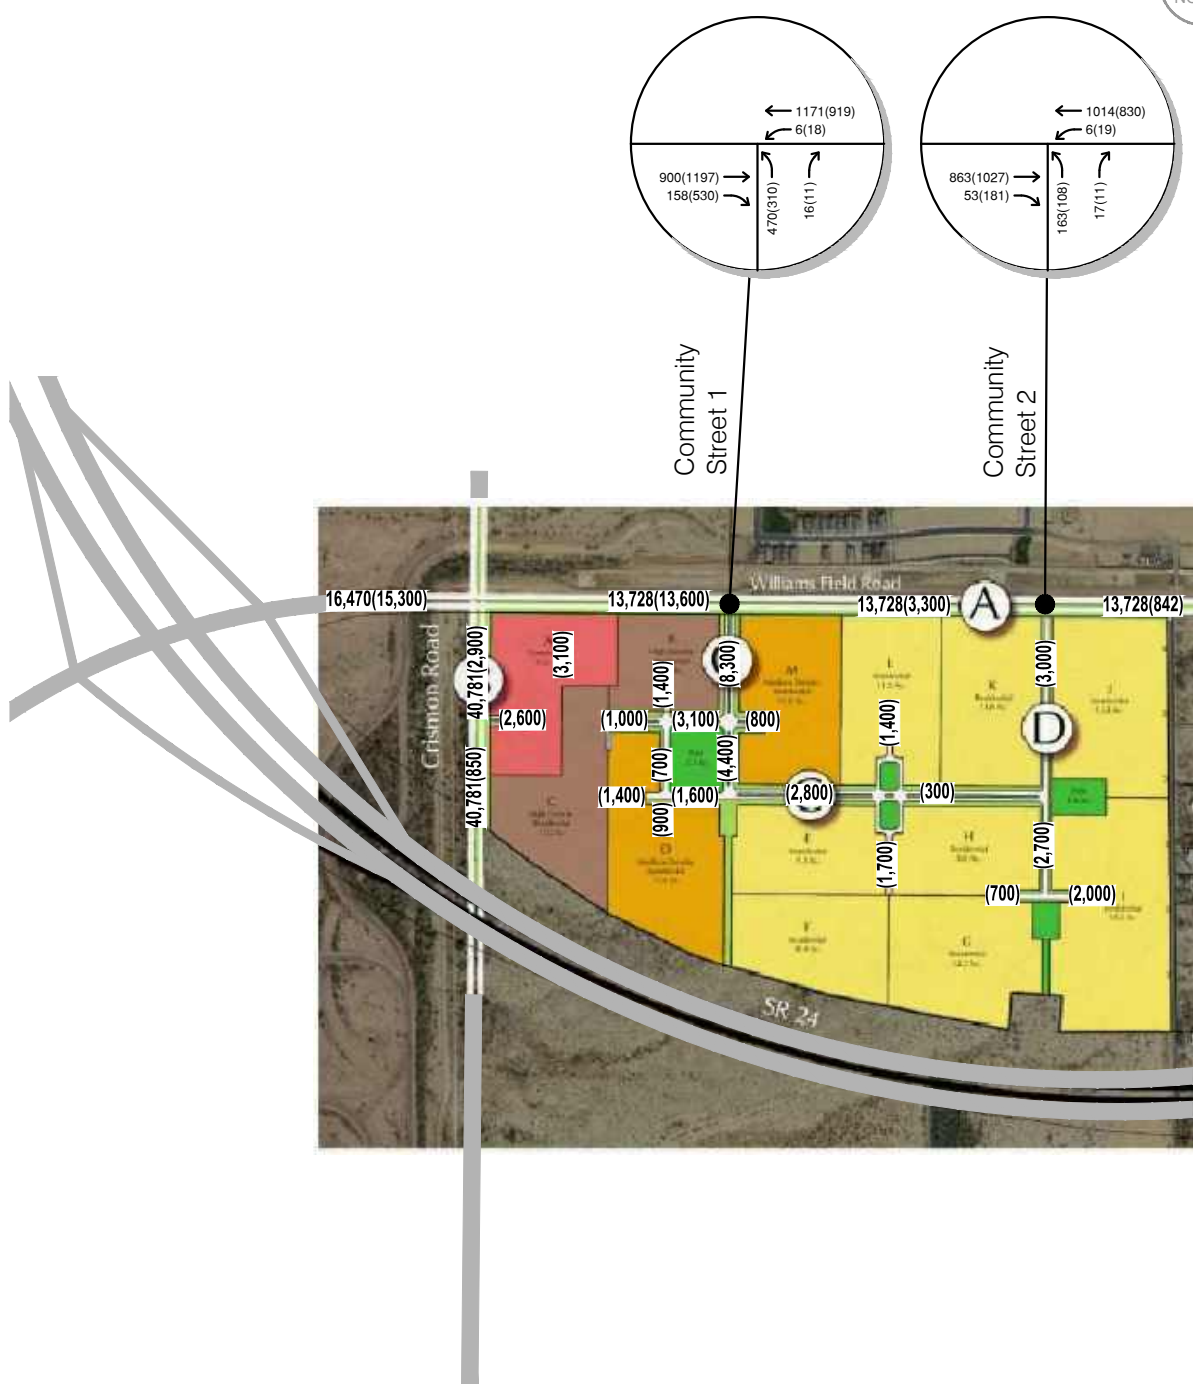 1171(919)
6(18)
900(1197)
158(530)
470(310)
16(11)
1014(830)
6(19)
863(1027)
53(181)
163(108)
17(11)
Community
Street 1
Community
Street 2
Williams Field Road
16,470(15,300)
13,728(13,600)
13,728(3,300)
A
13,728(842)
Crismon Road
40,781(2,900)
(3,100)
(8,300)
(3,000)
(1,400)
(2,600)
(1,000)
(3,100)
(800)
(1,400)
D
40,781(850)
(700)
(4,400)
(1,400)
(1,600)
(2,800)
(300)
(900)
(1,700)
(2,700)
(700)
(2,000)
M
L
K
J
C
D
E
H
I
F
G
SR 24